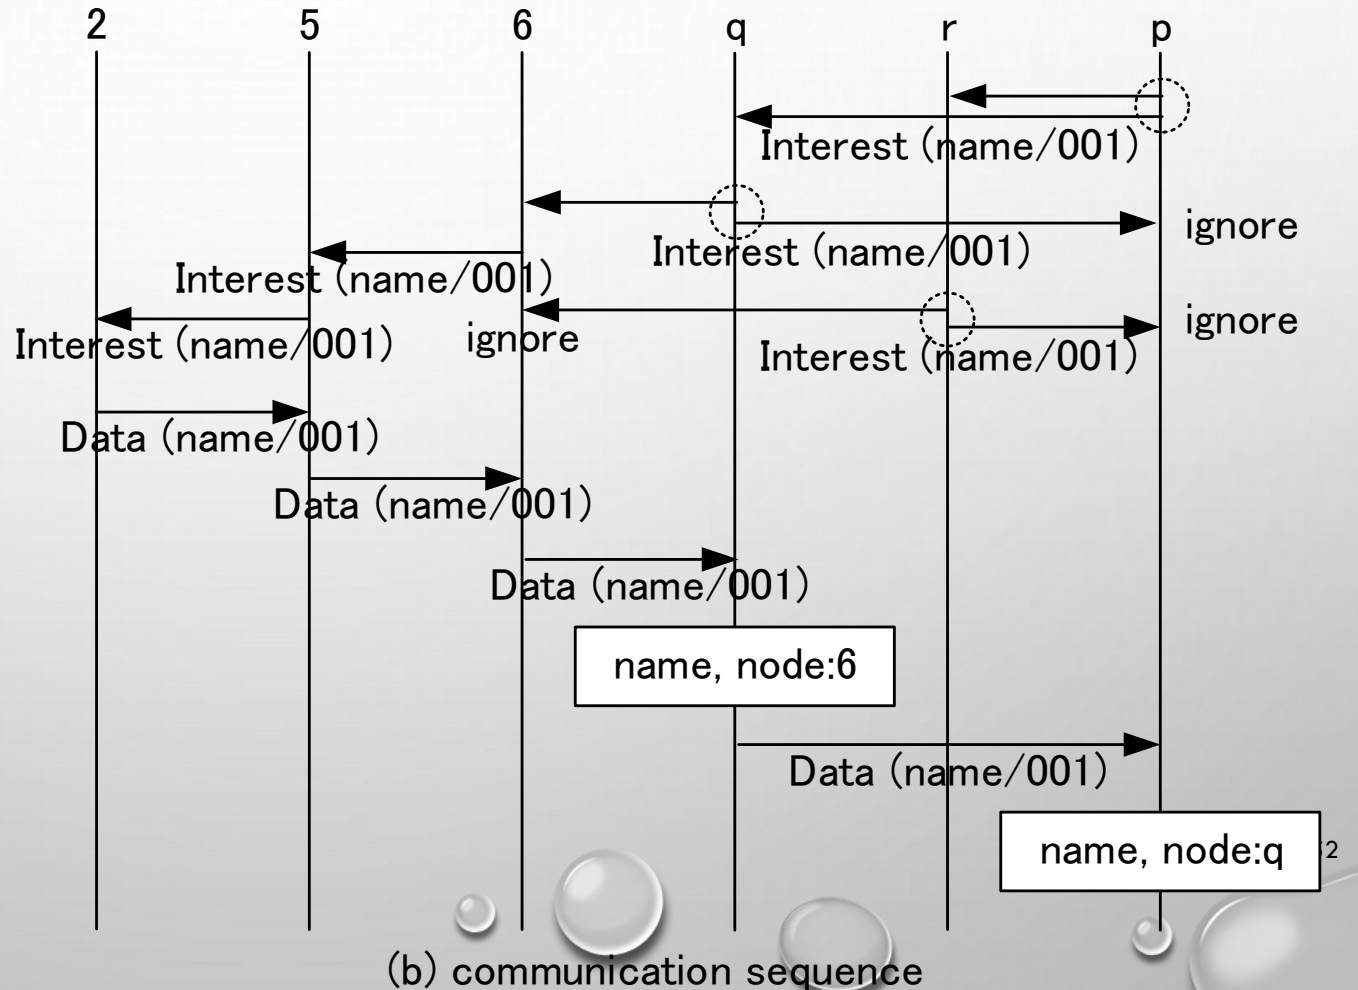 2 5 6 q r p
Interest (name/001)
ignore
Interest (name/001)
Interest (name/001)
ignore
Interest (name/001)
ignore
Interest (name/001)
Data (name/001)
Data (name/001)
Data (name/001)
name, node:6
Data (name/001)
name, node:q
(b) communication sequence